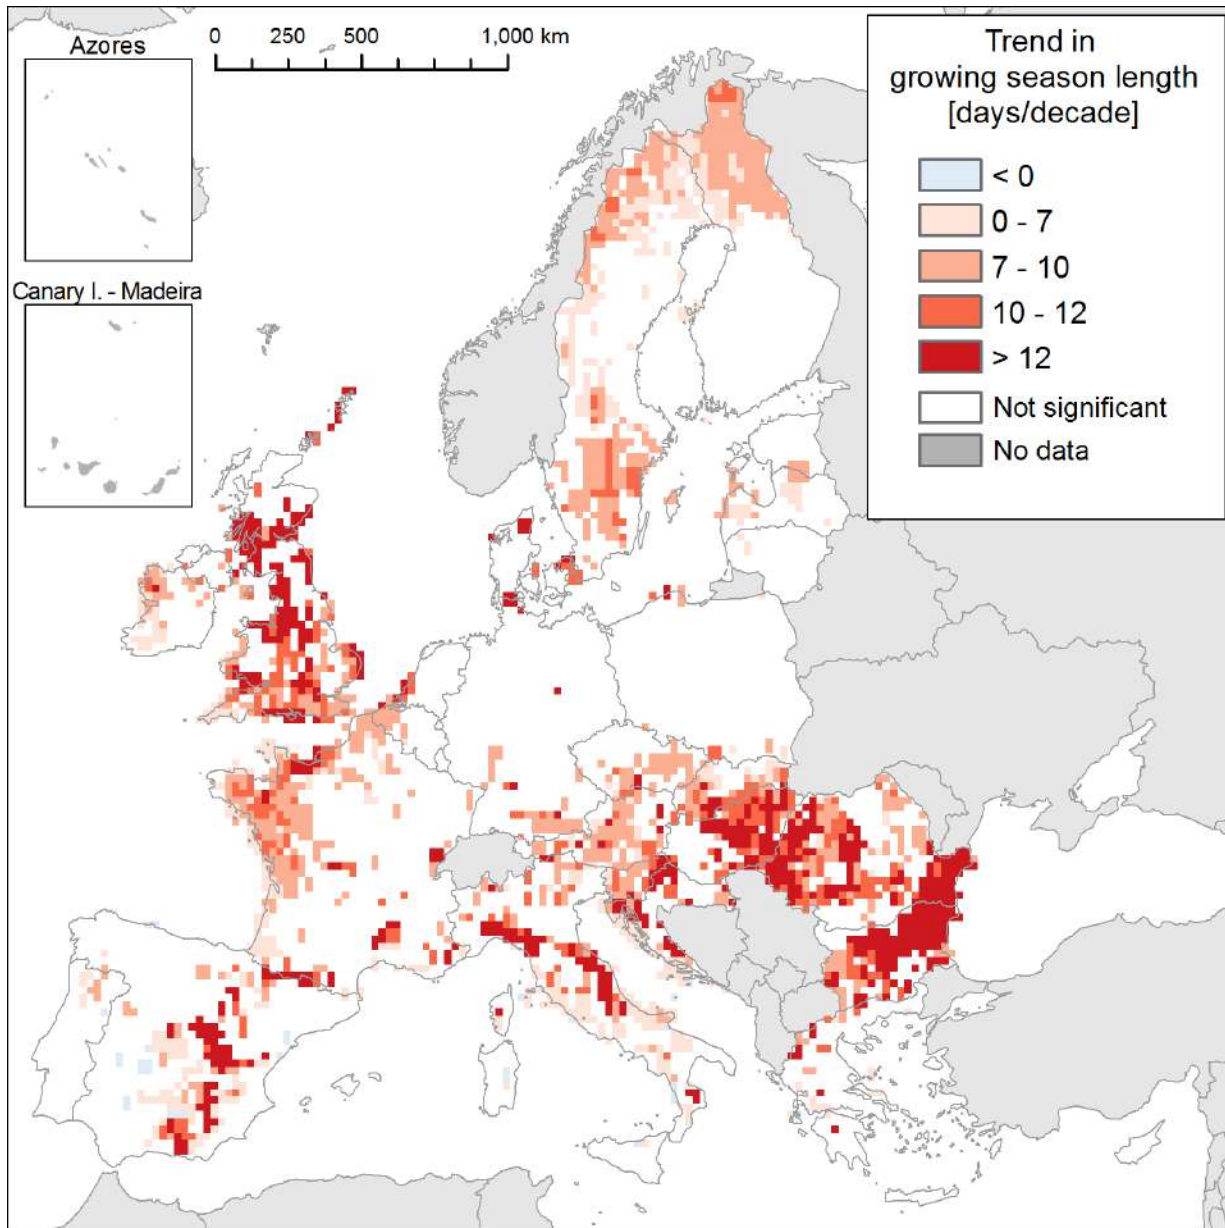 Azores
0 250 500 1,000 km
Canary I. - Madeira
Trend in
growing season length
[days/decade]
< 0
0 - 7
7 - 10
10 - 12
> 12
Not significant
No data